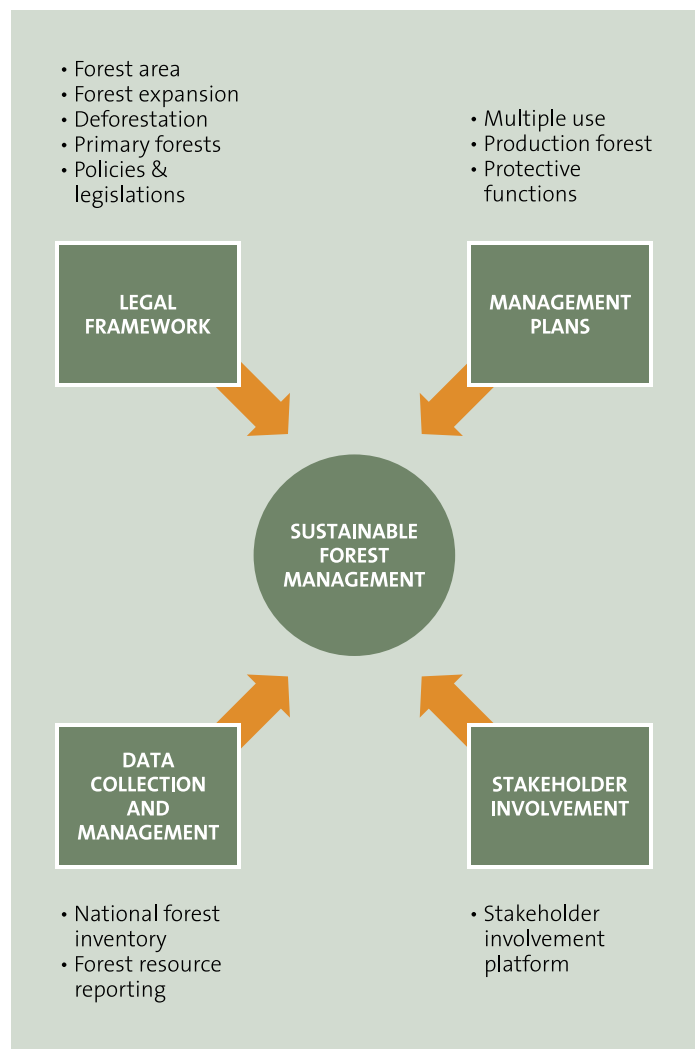 • Forest area
• Forest expansion
• Deforestation
• Primary forests
• Policies &
legislations
• Multiple use
• Production forest
• Protective
functions
LEGAL
FRAMEWORK
MANAGEMENT
PLANS
SUSTAINABLE
FOREST
MANAGEMENT
DATA
COLLECTION
AND
MANAGEMENT
STAKEHOLDER
INVOLVEMENT
• National forest
inventory
• Forest resource
reporting
• Stakeholder
involvement
platform